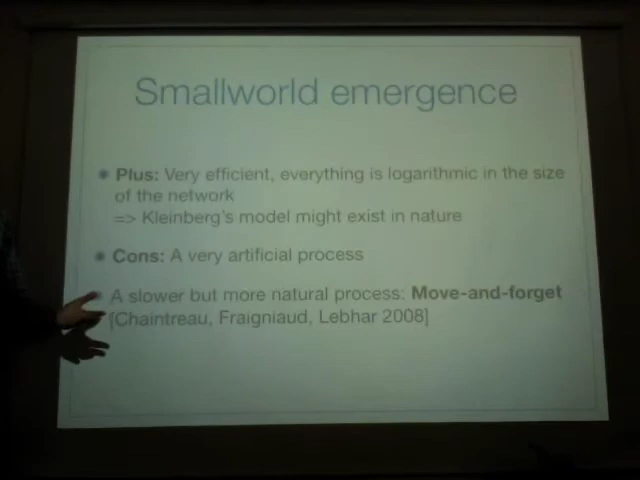 Smallworld emergence
Plus: Very efficient, everything is logarithmic in the size
of the network
=> Kleinberg's model might exist in nature
Cons: A very artificial process
A slower but more natural process: Move-and-forget
[Chaintreau, Fraigniaud, Lebhar 2008]